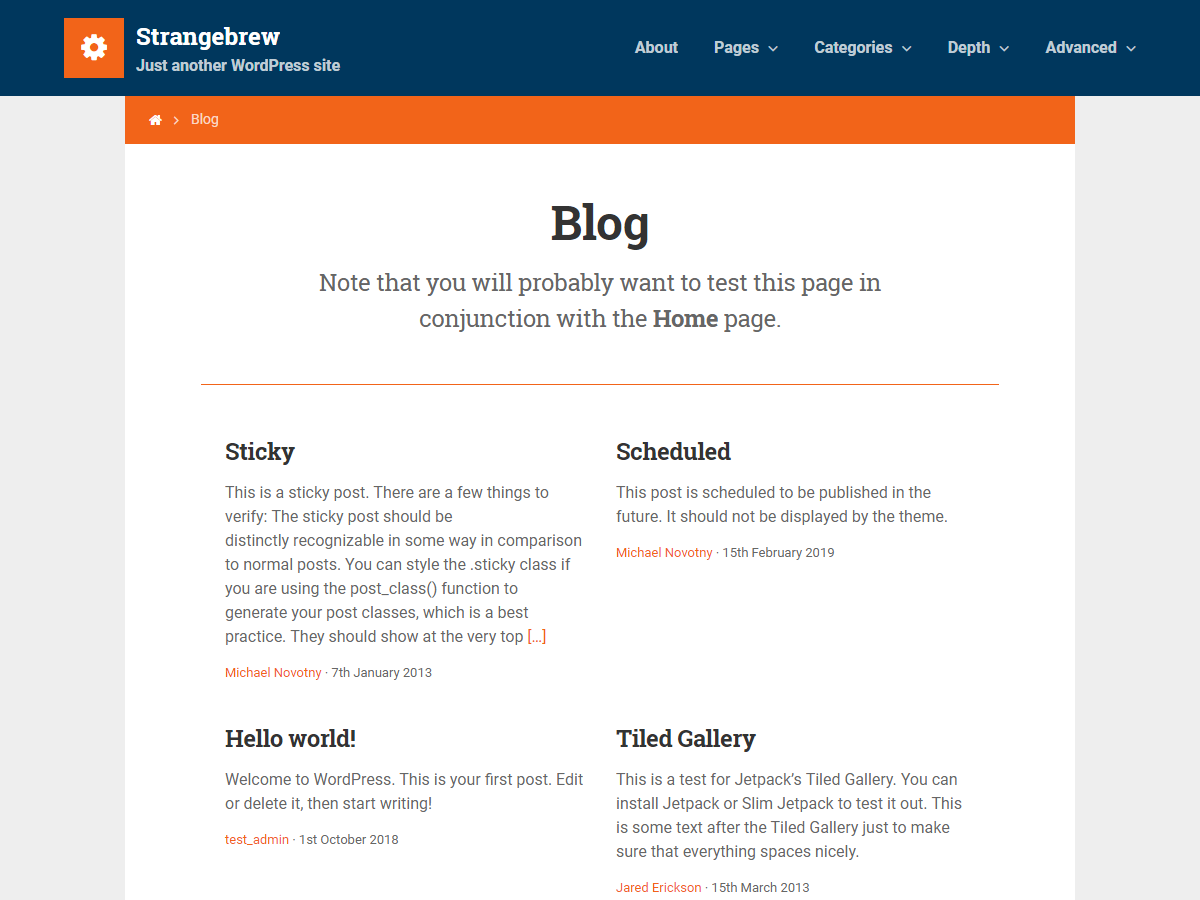 Strangebrew
Just another WordPress site
About Pages Categories Depth Advanced
Blog
Blog
Note that you will probably want to test this page in
conjunction with the Home page.
Sticky
This is a sticky post. There are a few things to
verify: The sticky post should be
distinctly recognizable in some way in comparison
to normal posts. You can style the .sticky class if
you are using the post_class() function to
generate your post classes, which is a best
practice. They should show at the very top [...]
Michael Novotny · 7th January 2013
Scheduled
This post is scheduled to be published in the
future. It should not be displayed by the theme.
Michael Novotny · 15th February 2019
Hello world!
Welcome to WordPress. This is your first post. Edit
or delete it, then start writing!
test_admin · 1st October 2018
Tiled Gallery
This is a test for Jetpack’s Tiled Gallery. You can
install Jetpack or Slim Jetpack to test it out. This
is some text after the Tiled Gallery just to make
sure that everything spaces nicely.
Jared Erickson · 15th March 2013